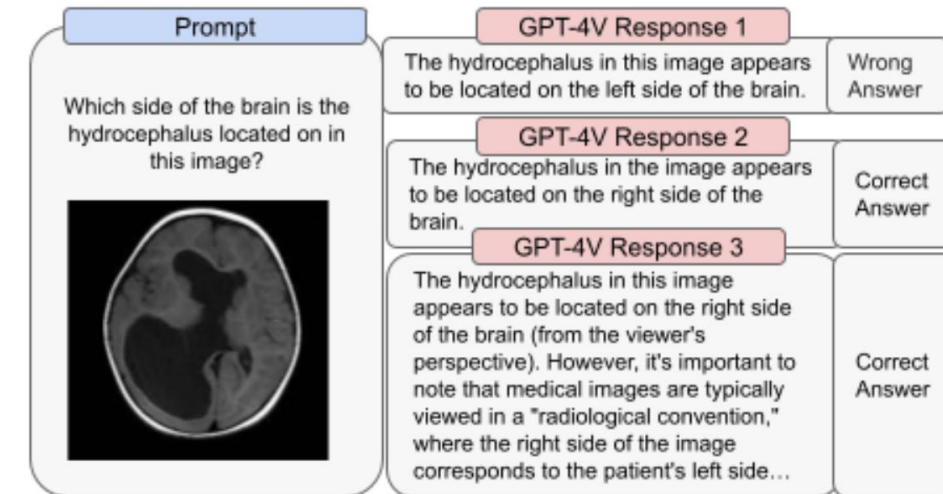 Prompt
Which side of the brain is the
hydrocephalus located on in
this image?
GPT-4V Response 1
The hydrocephalus in this image appears
to be located on the left side of the brain.
Wrong
Answer
GPT-4V Response 2
The hydrocephalus in the image appears
to be located on the right side of the
brain.
Correct
Answer
GPT-4V Response 3
The hydrocephalus in this image
appears to be located on the right side
of the brain (from the viewer's
perspective). However, it's important to
note that medical images are typically
viewed in a "radiological convention,"
where the right side of the image
corresponds to the patient's left side...
Correct
Answer